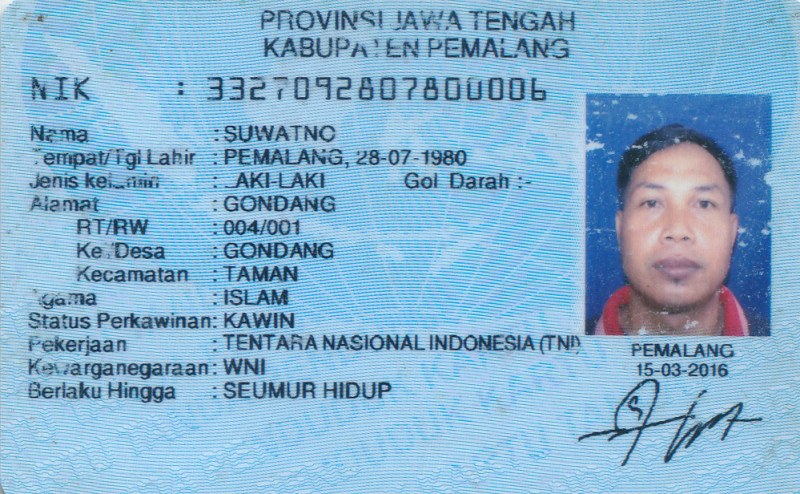 PROVINSI JAWA TENGAH
KABUPATEN PEMALANG
NIK : 3327092807800006
Nama : SUWATNO
Tempat/Tgl Lahir : PEMALANG, 28-07-1980
Jenis kelamin : LAKI-LAKI Gol Darah :-
Alamat : GONDANG
RT/RW : 004/001
Kel/Desa : GONDANG
Kecamatan : TAMAN
Agama : ISLAM
Status Perkawinan: KAWIN
Pekerjaan : TENTARA NASIONAL INDONESIA (TNI)
Kewarganegaraan: WNI
Berlaku Hingga : SEUMUR HIDUP
PEMALANG
15-03-2016